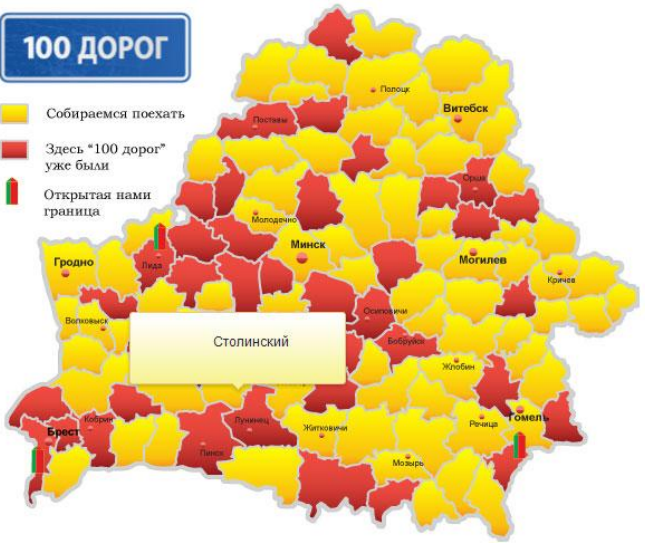 100 ДОРОГ
Собираемся поехать
Здесь “100 дорог”
уже были
Открытая нами
граница
Полоцк
Витебск
Поставы
Орша
Молодечно
Минск
Гродно
Лида
Могилев
Кричев
Волковыск
Осиповичи
Столинский
Бобруйск
Жлобин
Кобрин
Брест
Лунинец
Житковичи
Речица
Гомель
Пинск
Мозырь